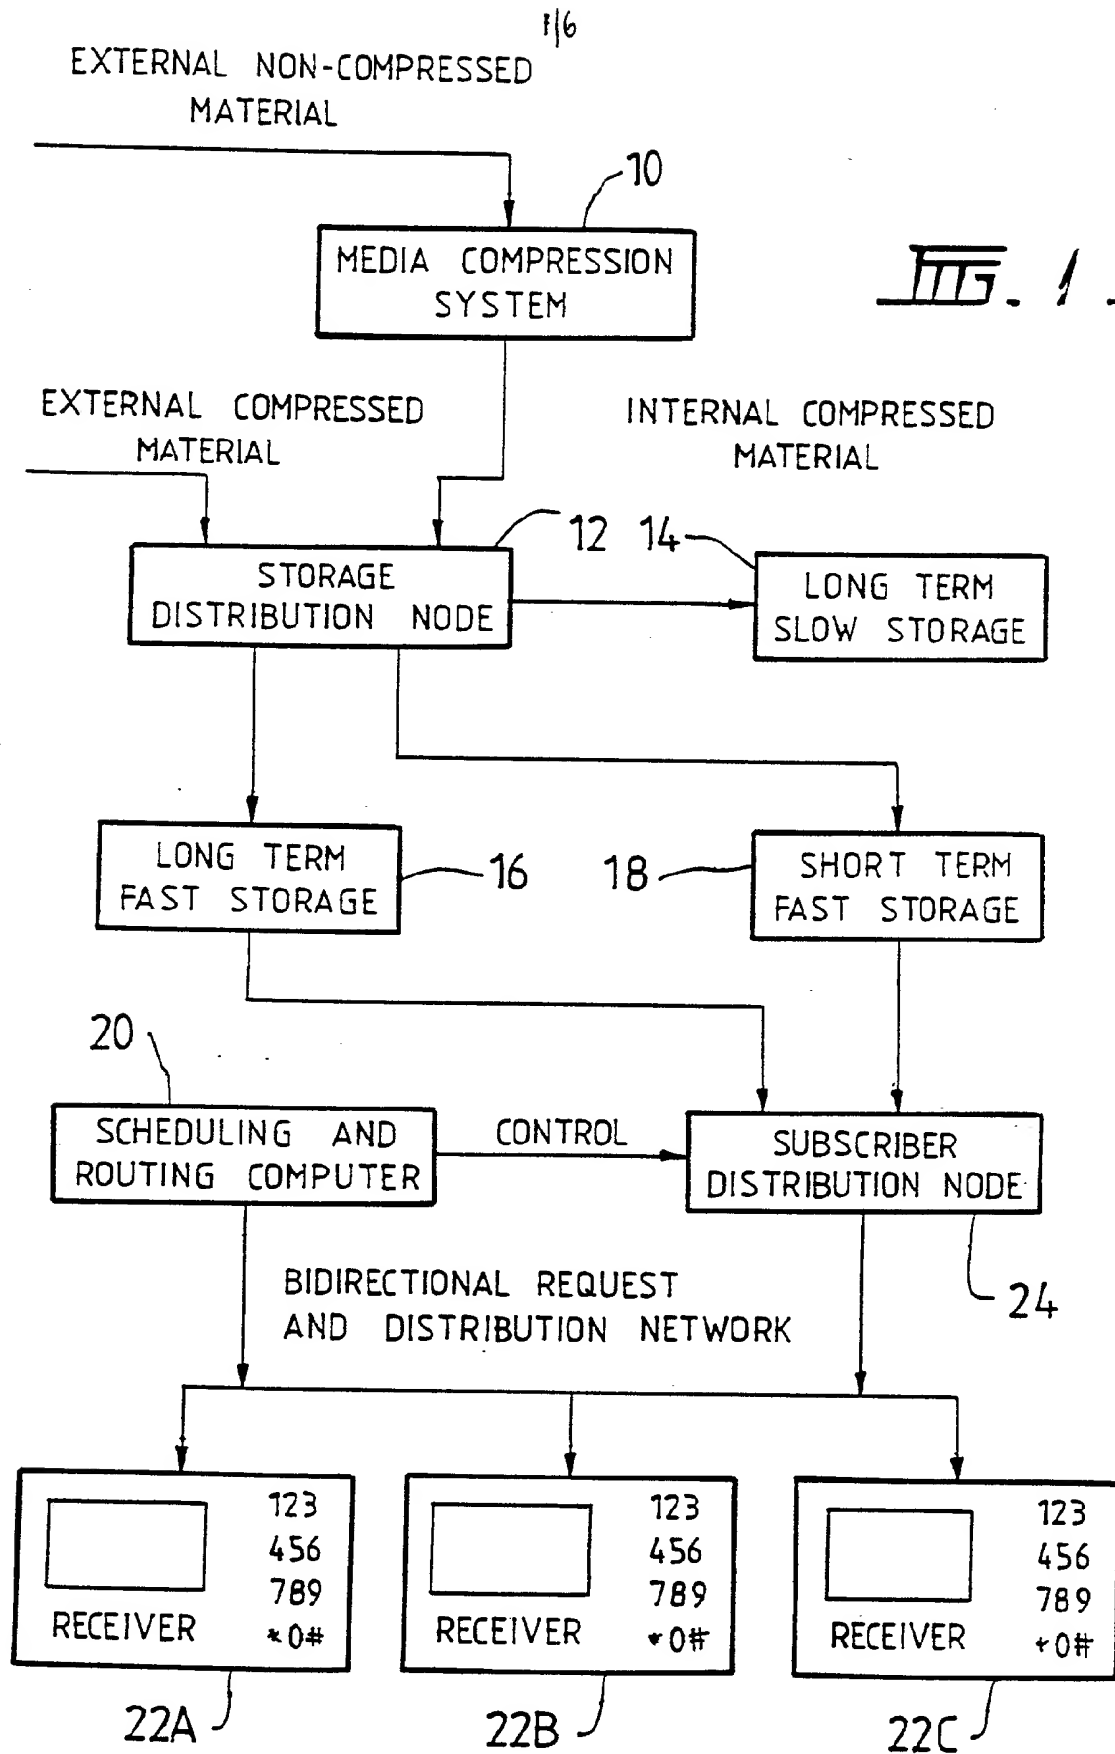 1/6
EXTERNAL NON-COMPRESSED
MATERIAL
10
MEDIA COMPRESSION
SYSTEM
FIG. 1.
EXTERNAL COMPRESSED
MATERIAL
INTERNAL COMPRESSED
MATERIAL
12
14
STORAGE
DISTRIBUTION NODE
LONG TERM
SLOW STORAGE
LONG TERM
FAST STORAGE
16
18
SHORT TERM
FAST STORAGE
20
SCHEDULING AND
ROUTING COMPUTER
CONTROL
SUBSCRIBER
DISTRIBUTION NODE
24
BIDIRECTIONAL REQUEST
AND DISTRIBUTION NETWORK
123
456
789
*0#
RECEIVER
22A
123
456
789
*0#
RECEIVER
22B
123
456
789
*0#
RECEIVER
22C